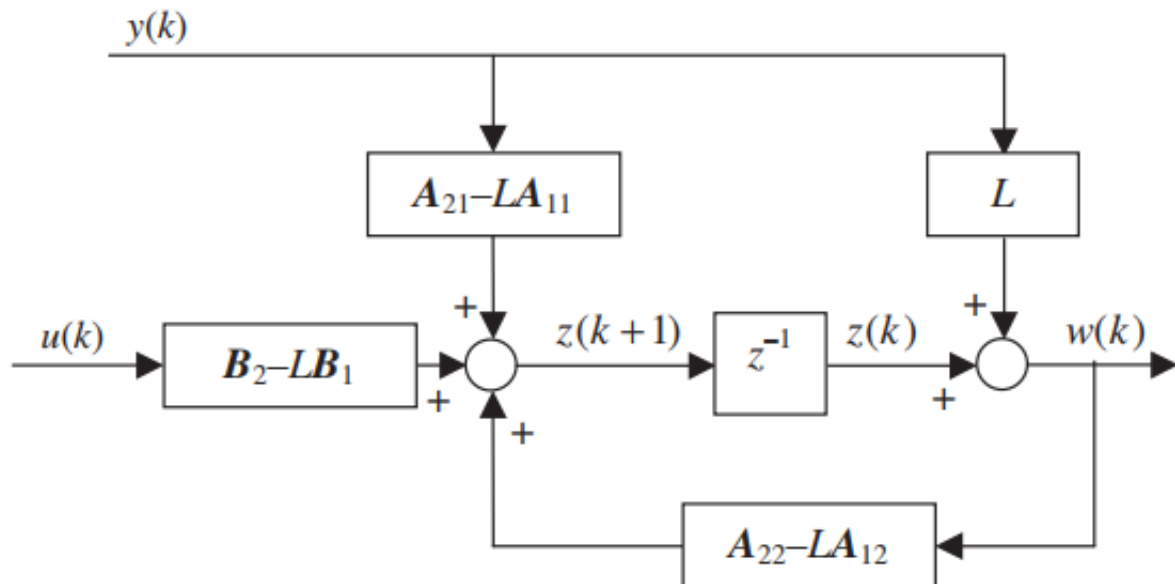 y(k)
A₂₁–LA₁₁
L
+
+
u(k)
B₂–LB₁
+
z(k+1)
z⁻¹
z(k)
+
w(k)
+
A₂₂–LA₁₂